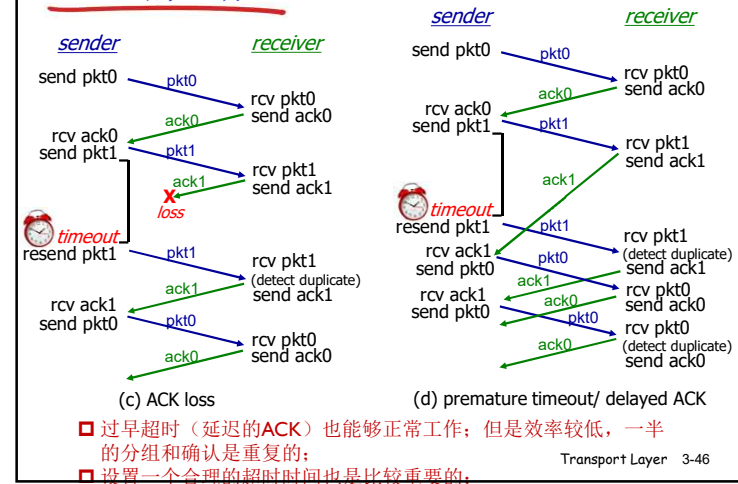 sender
receiver
send pkt0
pkt0
rcv pkt0
send ack0
ack0
rcv ack0
send pkt1
pkt1
rcv pkt1
send ack1
ack1
X
loss
timeout
resend pkt1
pkt1
rcv pkt1
(detect duplicate)
send ack1
ack1
rcv ack1
send pkt0
pkt0
rcv pkt0
send ack0
ack0
(c) ACK loss
sender
receiver
send pkt0
pkt0
rcv pkt0
send ack0
ack0
rcv ack0
send pkt1
pkt1
rcv pkt1
send ack1
ack1
timeout
resend pkt1
pkt1
rcv pkt1
(detect duplicate)
send ack1
rcv ack1
send pkt0
pkt0
ack1
rcv pkt0
send ack0
rcv ack1
send pkt0
ack0
pkt0
rcv pkt0
(detect duplicate)
send ack0
ack0
(d) premature timeout/ delayed ACK
过早超时（延迟的ACK）也能够正常工作；但是效率较低，一半
的分组和确认是重复的；
设置一个合理的超时时间也是比较重要的；
Transport Layer 3-46